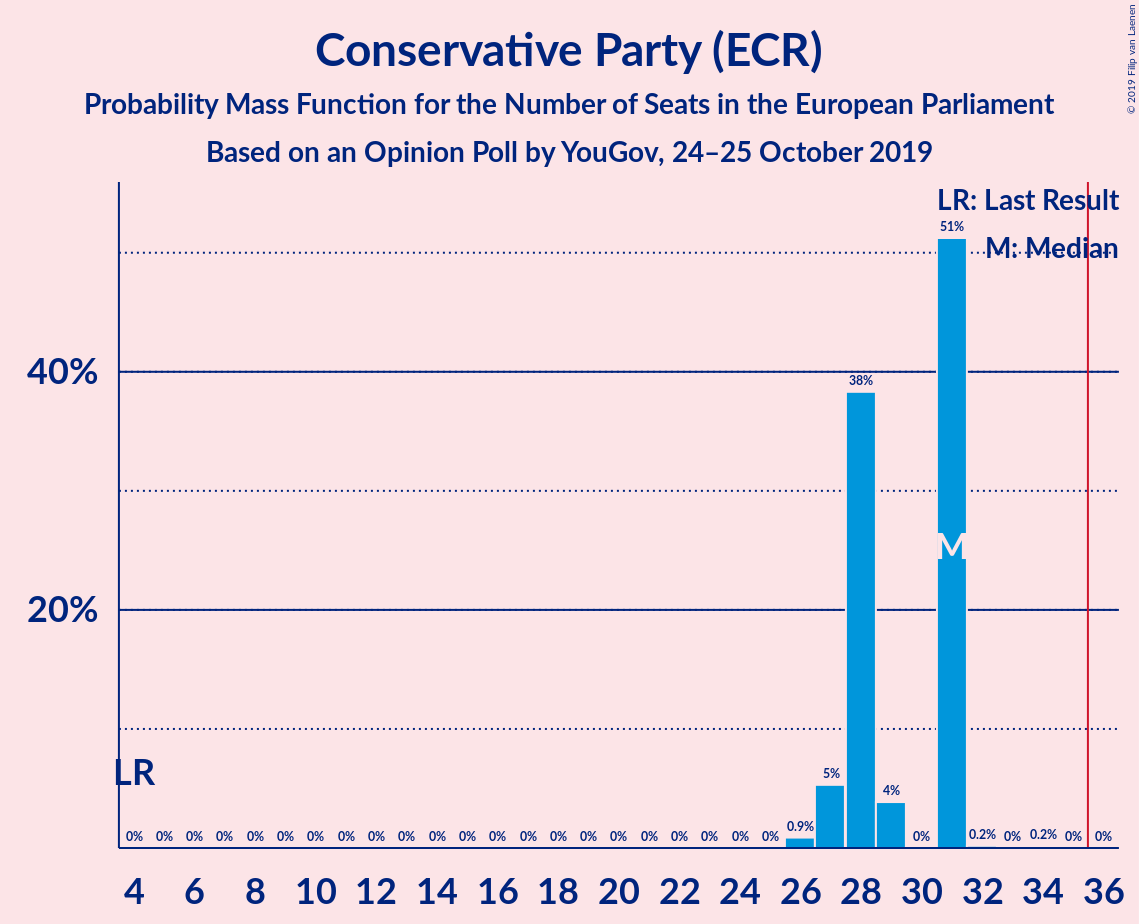 Conservative Party (ECR)
Probability Mass Function for the Number of Seats in the European Parliament
Based on an Opinion Poll by YouGov, 24–25 October 2019
© 2019 Filip van Laenen
LR: Last Result
51%
M: Median
40%
38%
M
20%
LR
5%
4%
0% 0% 0% 0% 0% 0% 0% 0% 0% 0% 0% 0% 0% 0% 0% 0% 0% 0% 0% 0% 0% 0% 0.9% 0% 0.2% 0% 0.2% 0% 0%
4 6 8 10 12 14 16 18 20 22 24 26 28 30 32 34 36